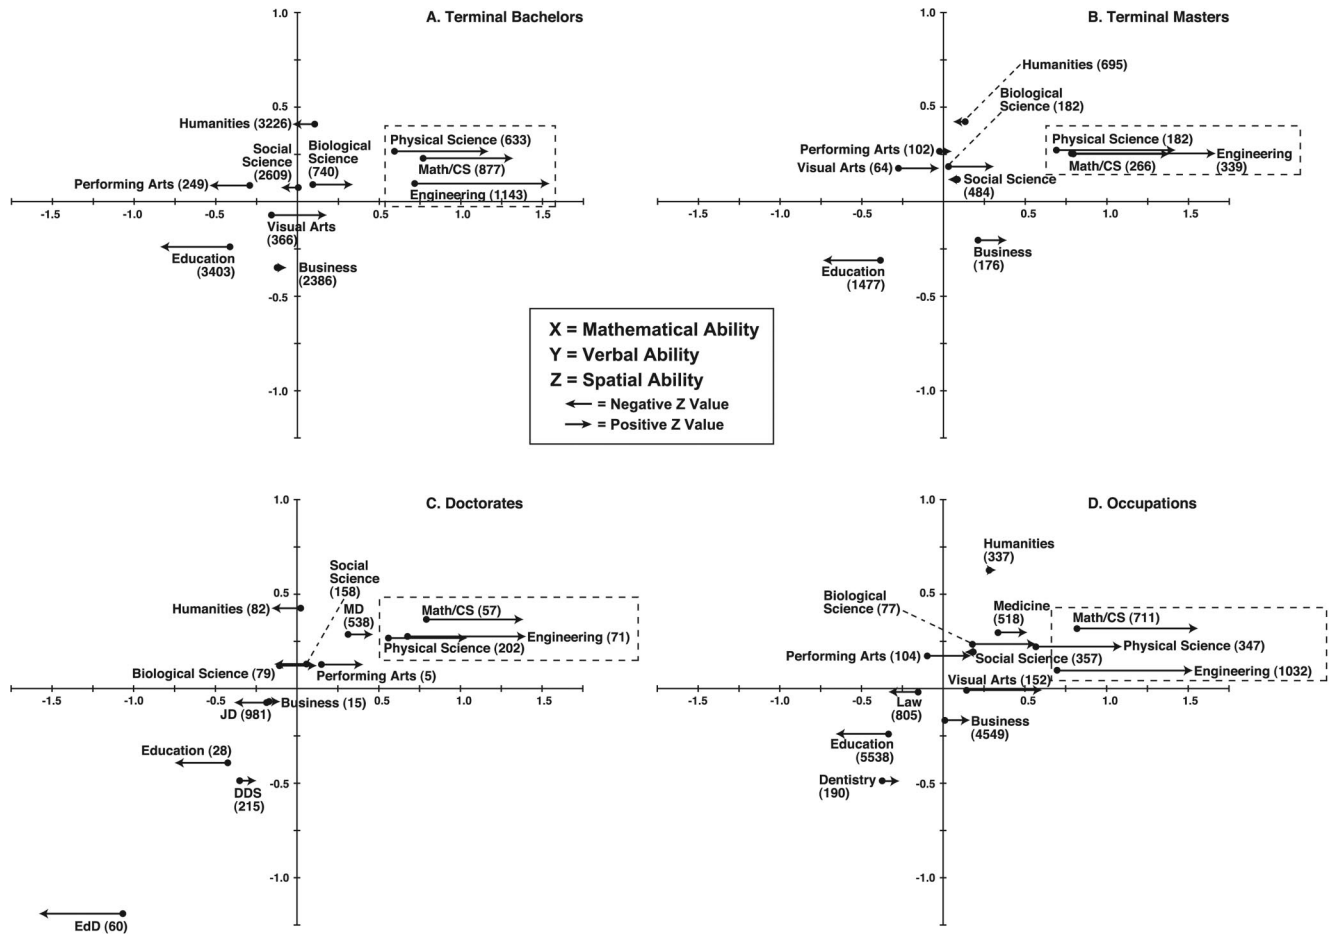 A. Terminal Bachelors
1.0
0.5
Humanities (3226)
Social
Science
(2609)
Biological
Science
(740)
Physical Science (633)
Math/CS (877)
Engineering (1143)
Performing Arts (249)
-1.5
-1.0
-0.5
0.5
1.0
1.5
Visual Arts
(366)
Education
(3403)
Business
(2386)
-0.5
-1.0
B. Terminal Masters
1.0
Humanities (695)
Biological
Science (182)
0.5
Performing Arts (102)
Visual Arts (64)
Physical Science (182)
Math/CS (266)
Engineering
(339)
Social Science
(484)
-1.5
-1.0
-0.5
0.5
1.0
1.5
Business
(176)
Education
(1477)
-0.5
-1.0
X = Mathematical Ability
Y = Verbal Ability
Z = Spatial Ability
= Negative Z Value
= Positive Z Value
C. Doctorates
1.0
Social
Science
(158)
0.5
Humanities (82)
MD
(538)
Math/CS (57)
Engineering (71)
Physical Science (202)
Biological Science (79)
Performing Arts (5)
-1.5
-1.0
-0.5
0.5
1.0
1.5
JD (981)
Business (15)
Education (28)
DDS
(215)
-0.5
-1.0
EdD (60)
D. Occupations
1.0
Humanities
(337)
Biological
Science (77)
0.5
Medicine
(518)
Math/CS (711)
Physical Science (347)
Performing Arts (104)
Social Science (357)
Engineering (1032)
Visual Arts (152)
-1.5
-1.0
-0.5
0.5
1.0
1.5
Law
(805)
Business
(4549)
Education
(5538)
Dentistry
(190)
-0.5
-1.0